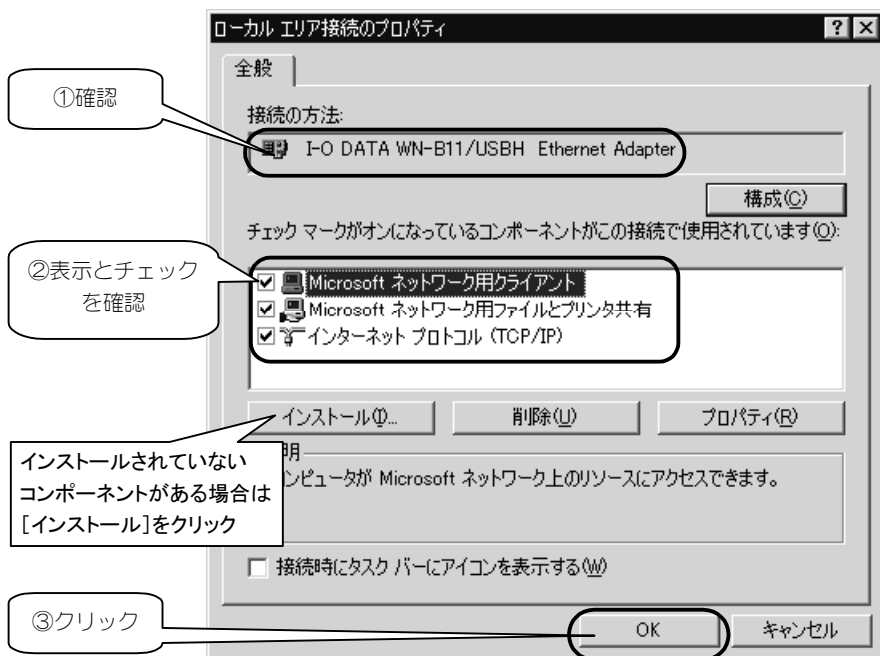 ローカル エリア接続のプロパティ
全般
①確認
接続の方法:
I-O DATA WN-B11/USBH Ethernet Adapter
構成(C)
チェック マークがオンになっているコンポーネントがこの接続で使用されています(O):
②表示とチェック
を確認
Microsoft ネットワーク用クライアント
Microsoft ネットワーク用ファイルとプリンタ共有
インターネット プロトコル (TCP/IP)
インストール(I)...
削除(U)
プロパティ(R)
明
インストールされていない
コンポーネントがある場合は
[インストール]をクリック
ンピュータが Microsoft ネットワーク上のリソースにアクセスできます。
接続時にタスク バーにアイコンを表示する(W)
③クリック
OK
キャンセル